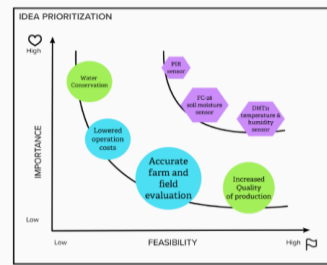 IDEA PRIORITIZATION
High
Water
Conservation
PIR
sensor
FC-28
soil moisture
sensor
DHT11
temperature &
humidity
sensor
Lowered
operation
costs
Accurate
farm and
field
evaluation
Increased
Quality
of production
IMPORTANCE
Low
Low
FEASIBILITY
High